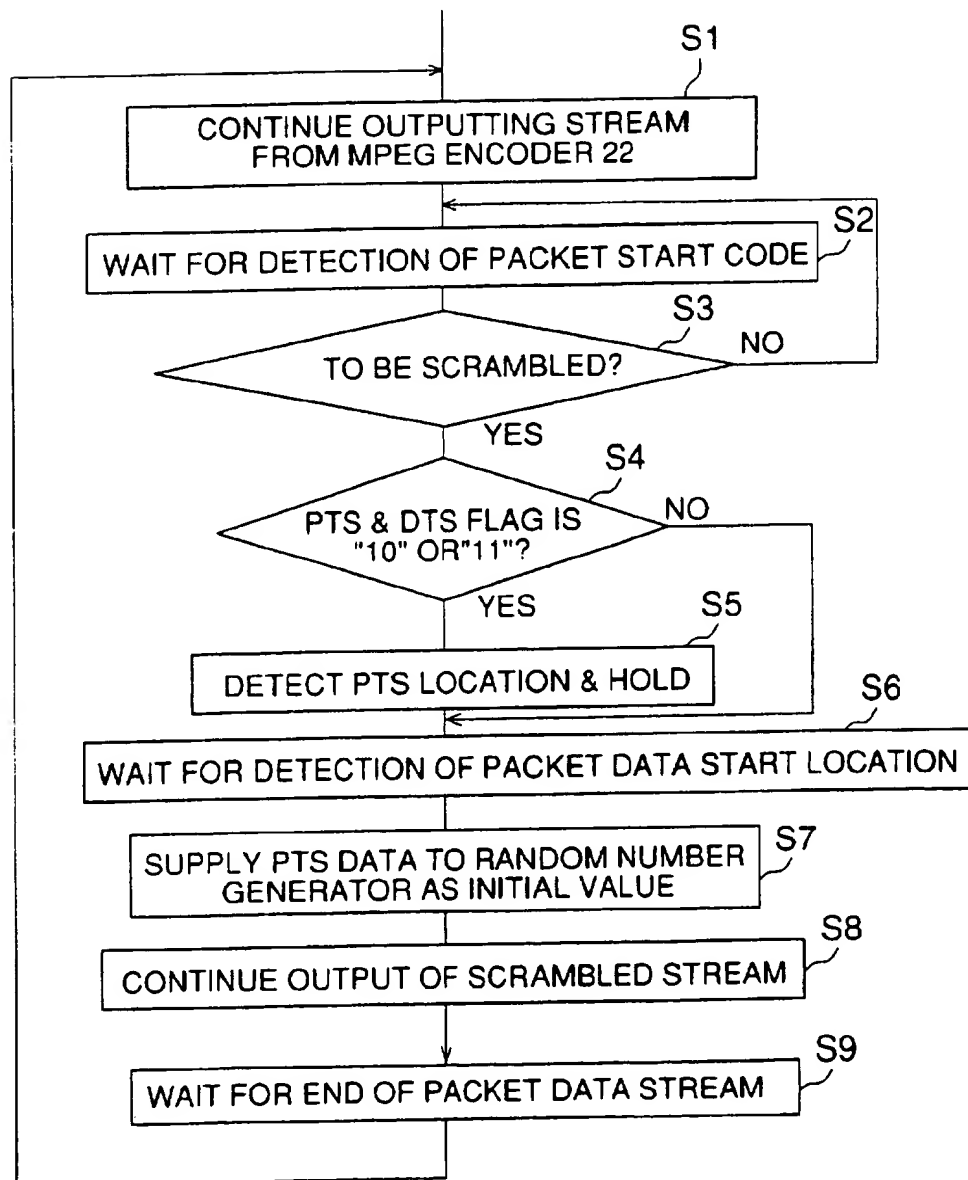 S1
CONTINUE OUTPUTTING STREAM
FROM MPEG ENCODER 22
S2
WAIT FOR DETECTION OF PACKET START CODE
S3
TO BE SCRAMBLED?
NO
YES
S4
PTS & DTS FLAG IS
"10" OR"11"?
NO
YES
S5
DETECT PTS LOCATION & HOLD
S6
WAIT FOR DETECTION OF PACKET DATA START LOCATION
S7
SUPPLY PTS DATA TO RANDOM NUMBER
GENERATOR AS INITIAL VALUE
S8
CONTINUE OUTPUT OF SCRAMBLED STREAM
S9
WAIT FOR END OF PACKET DATA STREAM